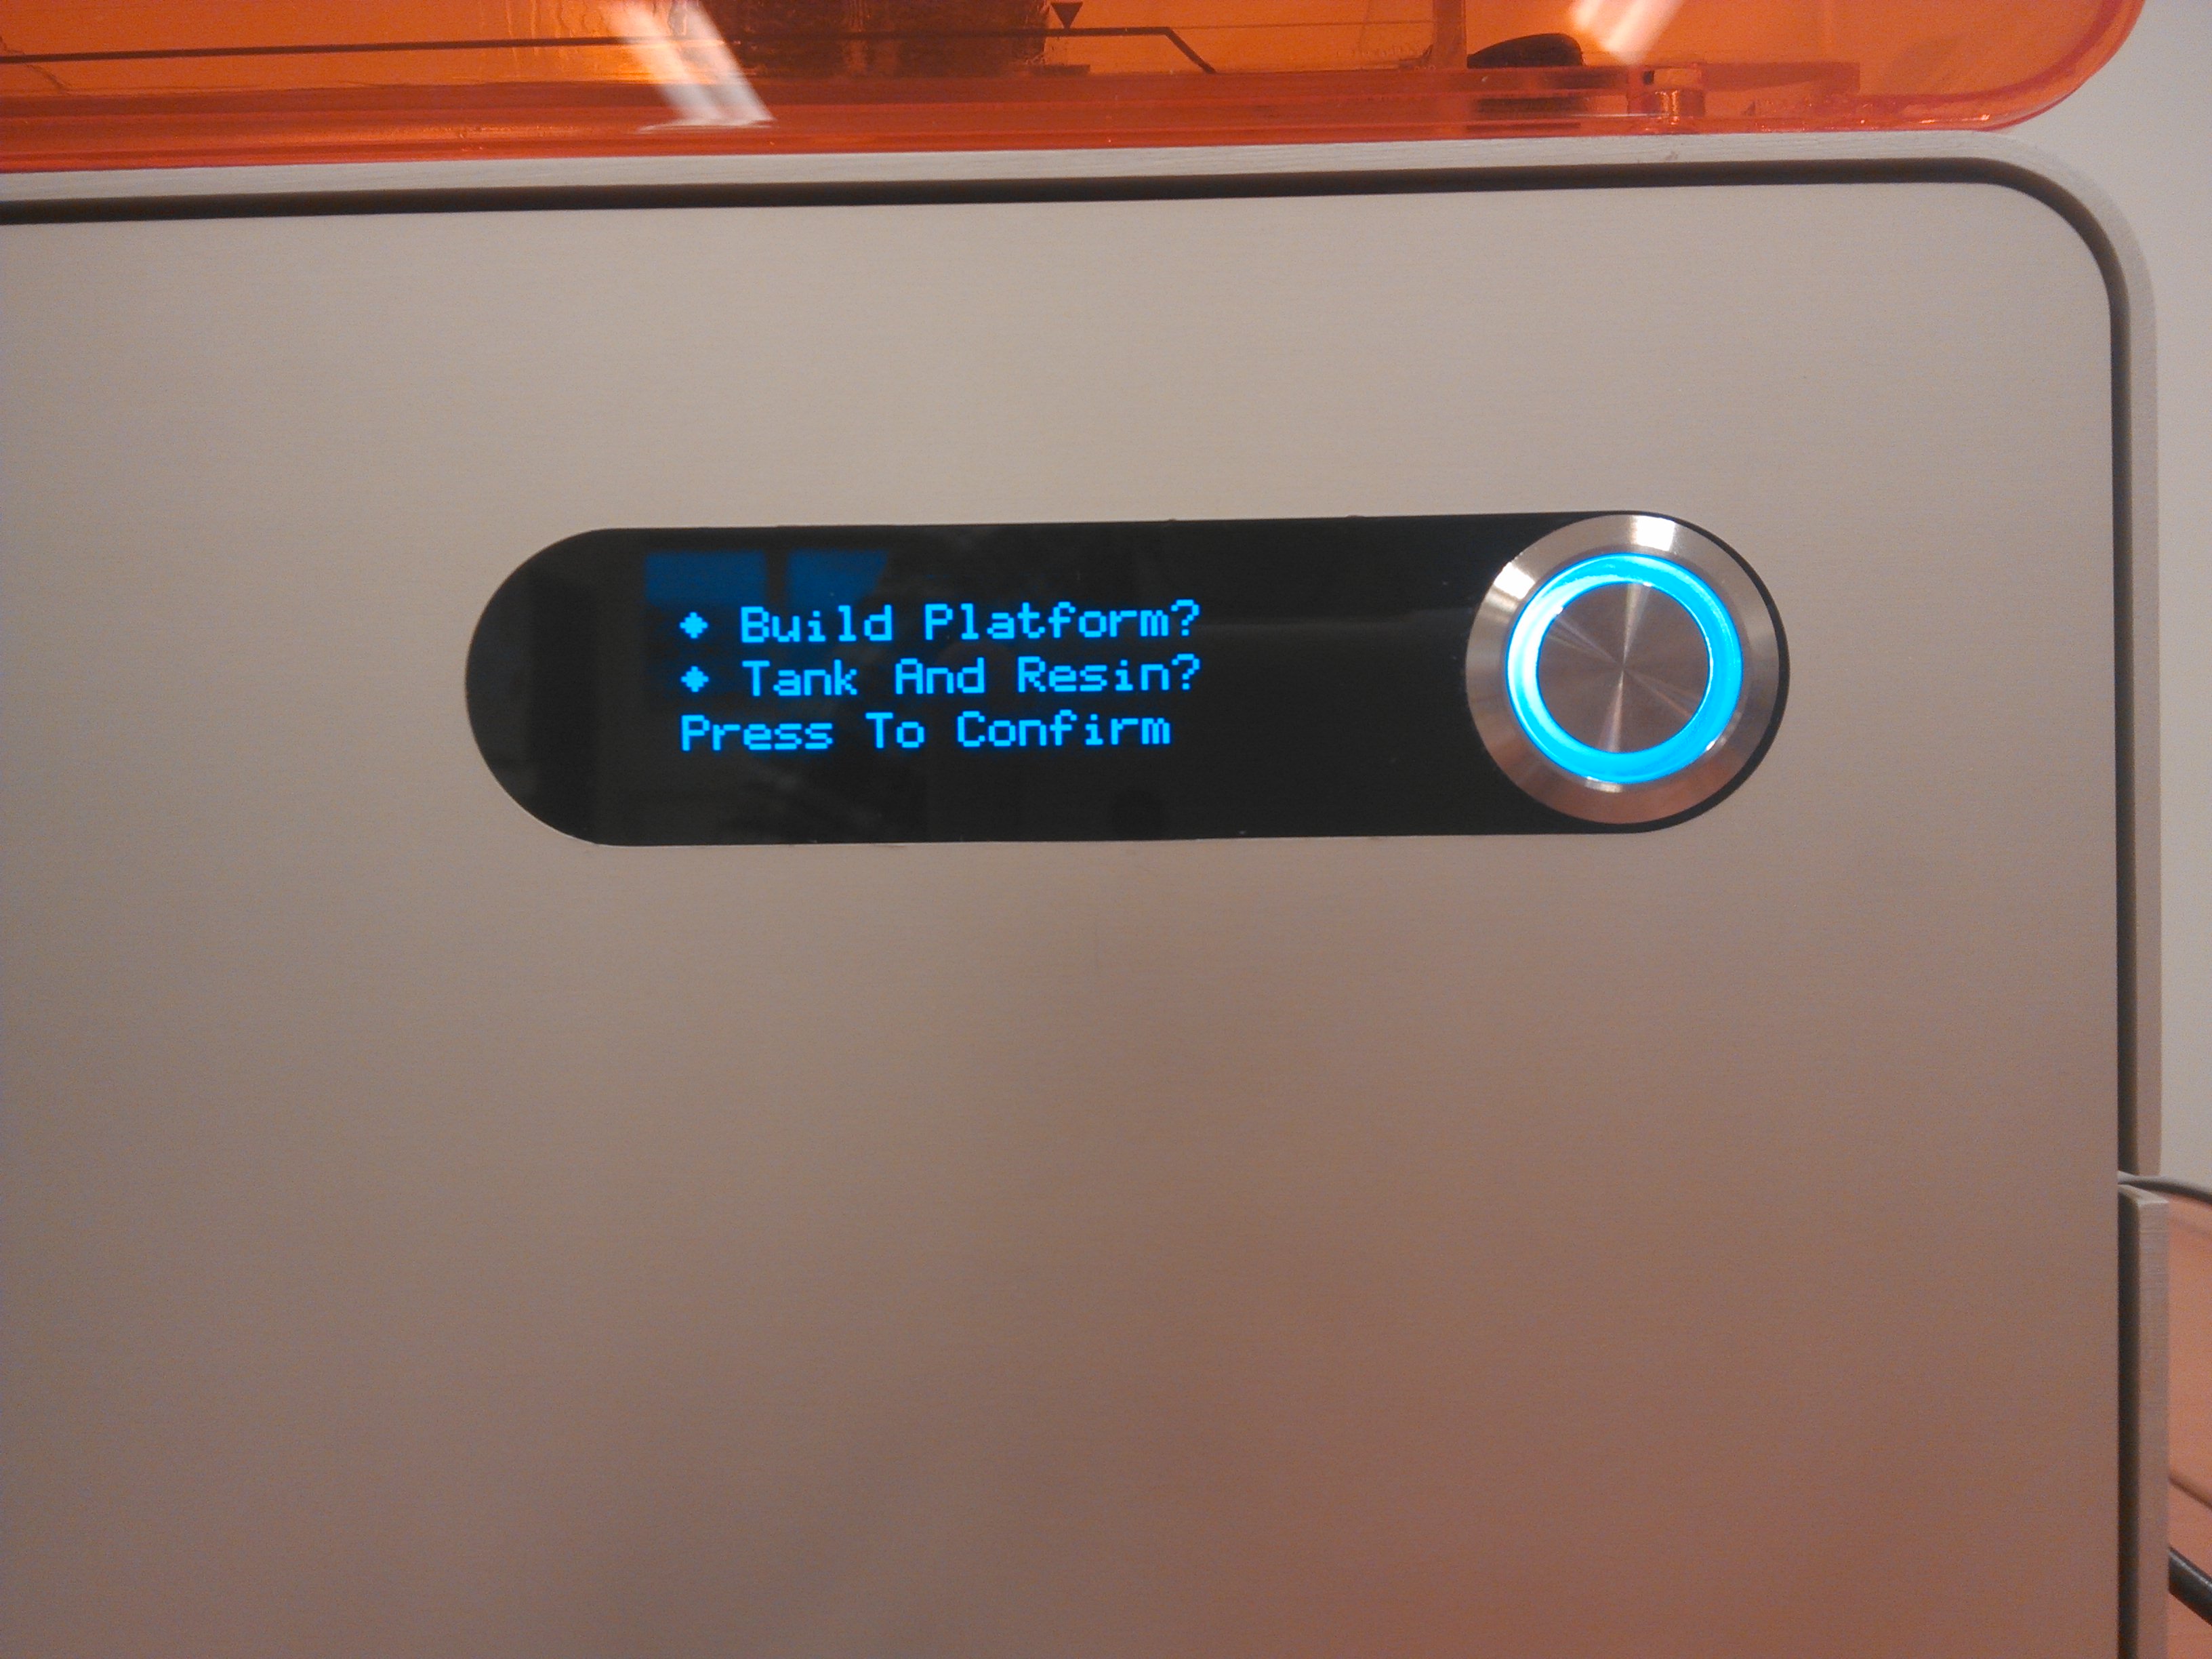 Build Platform?
Tank And Resin?
Press To Confirm